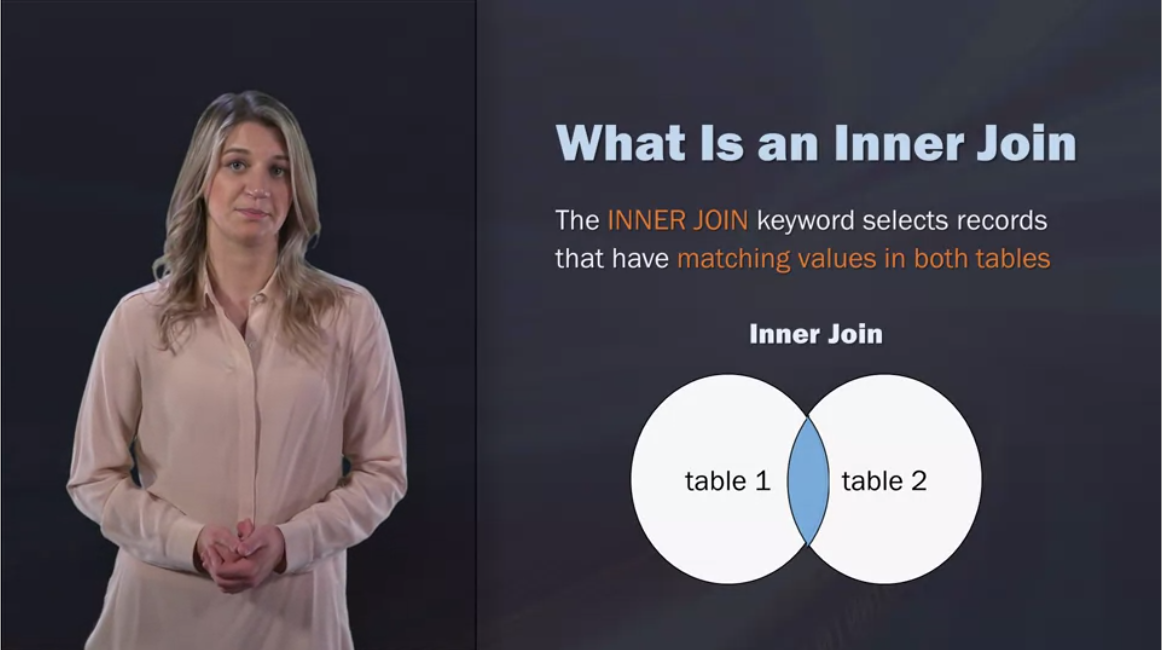 What Is an Inner Join
The INNER JOIN keyword selects records
that have matching values in both tables
Inner Join
table 1
table 2